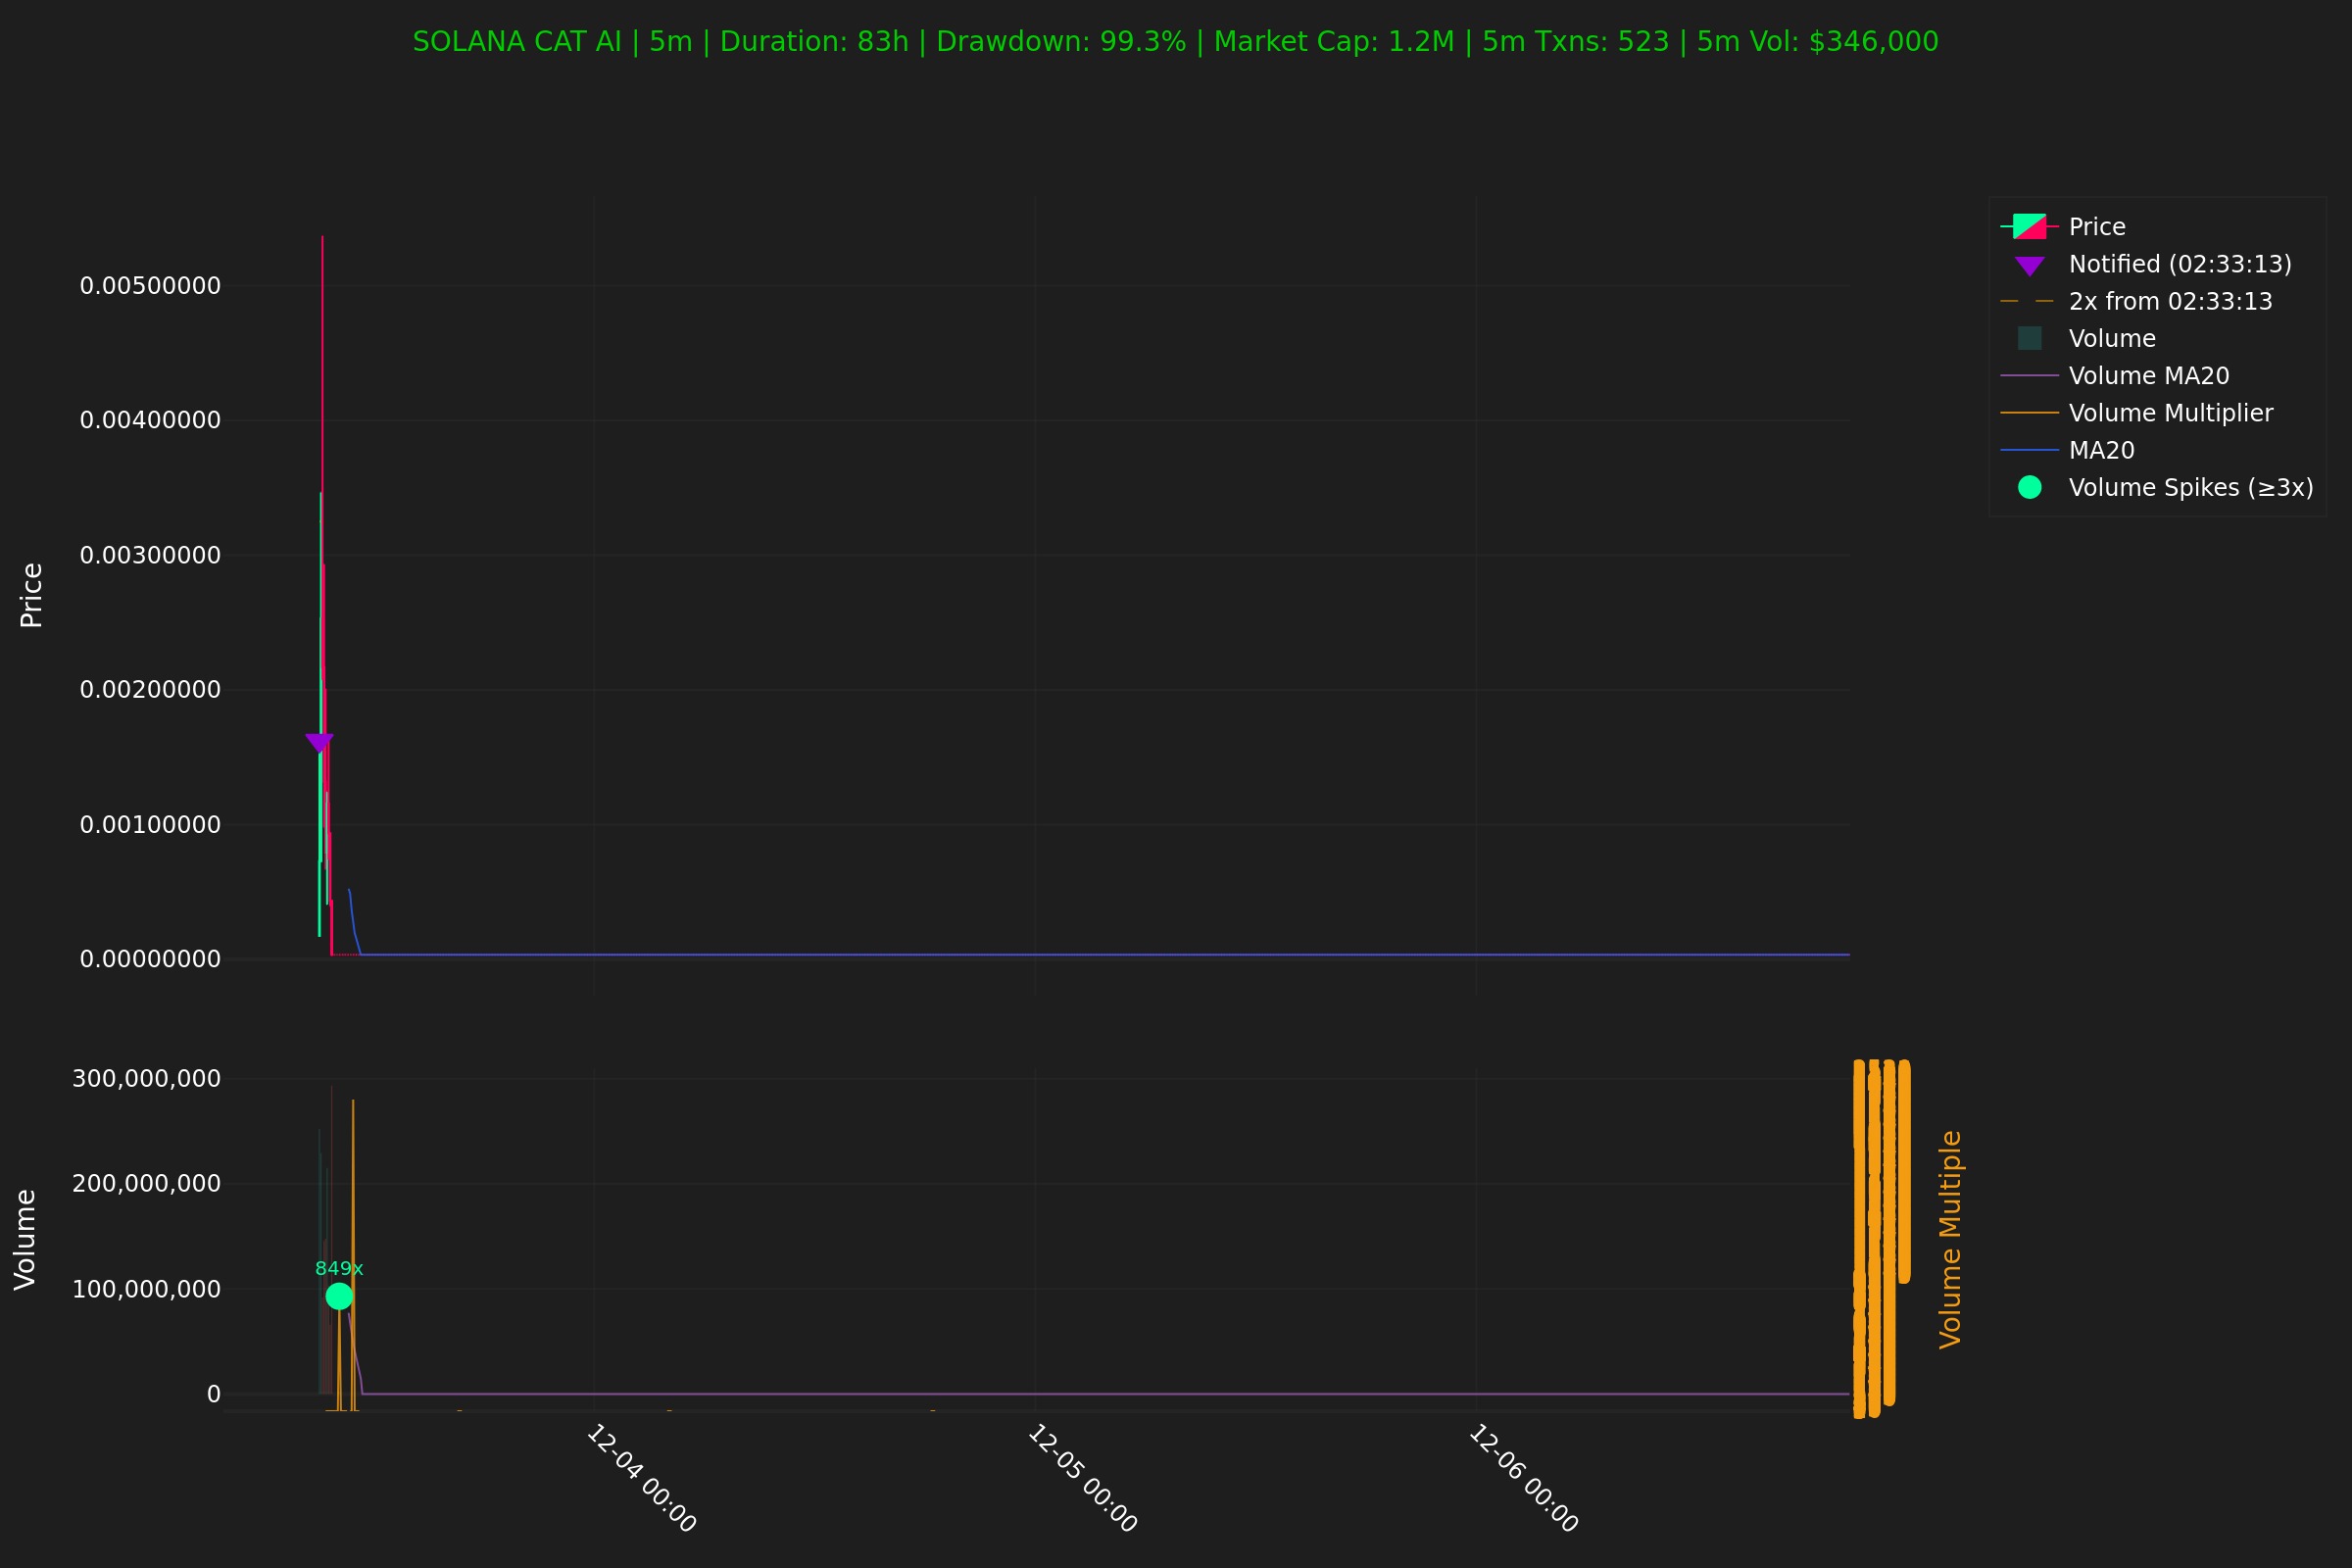 SOLANA CAT AI | 5m | Duration: 83h | Drawdown: 99.3% | Market Cap: 1.2M | 5m Txns: 523 | 5m Vol: $346,000
Price
Notified (02:33:13)
2x from 02:33:13
Volume
Volume MA20
Volume Multiplier
MA20
Volume Spikes (≥3x)
Price
0.00500000
0.00400000
0.00300000
0.00200000
0.00100000
0.00000000
Volume
300,000,000
200,000,000
100,000,000
0
849x
Volume Multiple
12-04 00:00
12-05 00:00
12-06 00:00